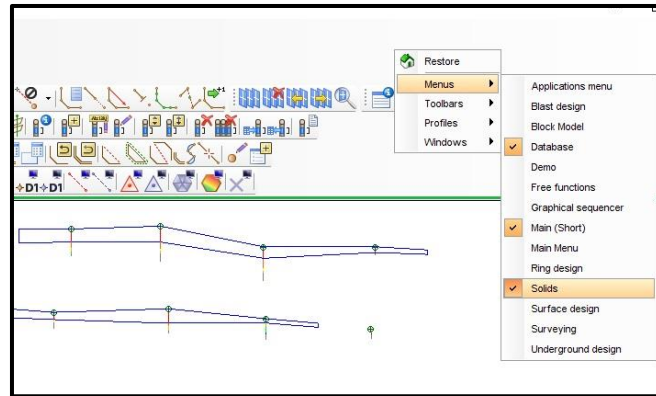 Restore
Menus
Toolbars
Profiles
Windows
Applications menu
Blast design
Block Model
Database
Demo
Free functions
Graphical sequencer
Main (Short)
Main Menu
Ring design
Solids
Surface design
Surveying
Underground design
D1 D1